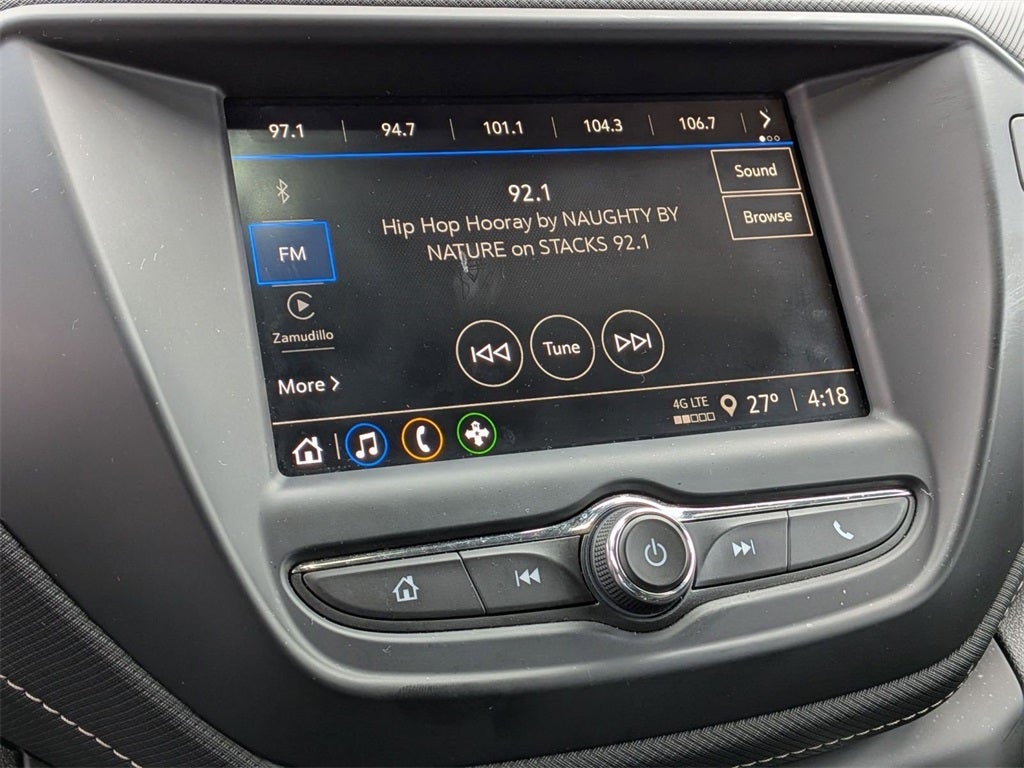 97.1 94.7 101.1 104.3 106.7
Sound
92.1
Hip Hop Hooray by NAUGHTY BY
NATURE on STACKS 92.1
Browse
FM
Zamudillo
Tune
More
4G LTE
27° 4:18